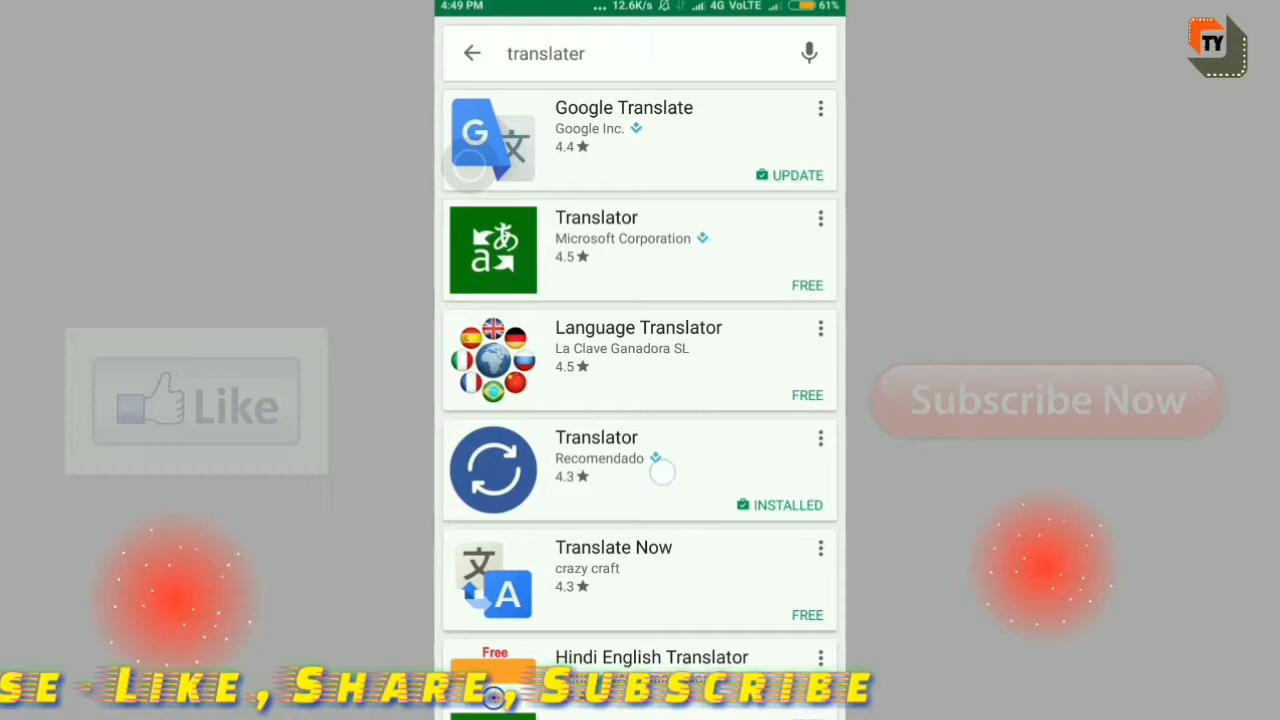 4:49 PM ... 12.6K/s 4G VoLTE 61%
TY
translater
Google Translate
Google Inc.
4.4★
UPDATE
Translator
Microsoft Corporation
4.5★
FREE
Language Translator
La Clave Ganadora SL
4.5★
FREE
Like
Subscribe Now
Translator
Recomendado
4.3★
INSTALLED
Translate Now
crazy craft
4.3★
FREE
Free
Hindi English Translator
SE - LIKE, SHARE, SUBSCRIBE